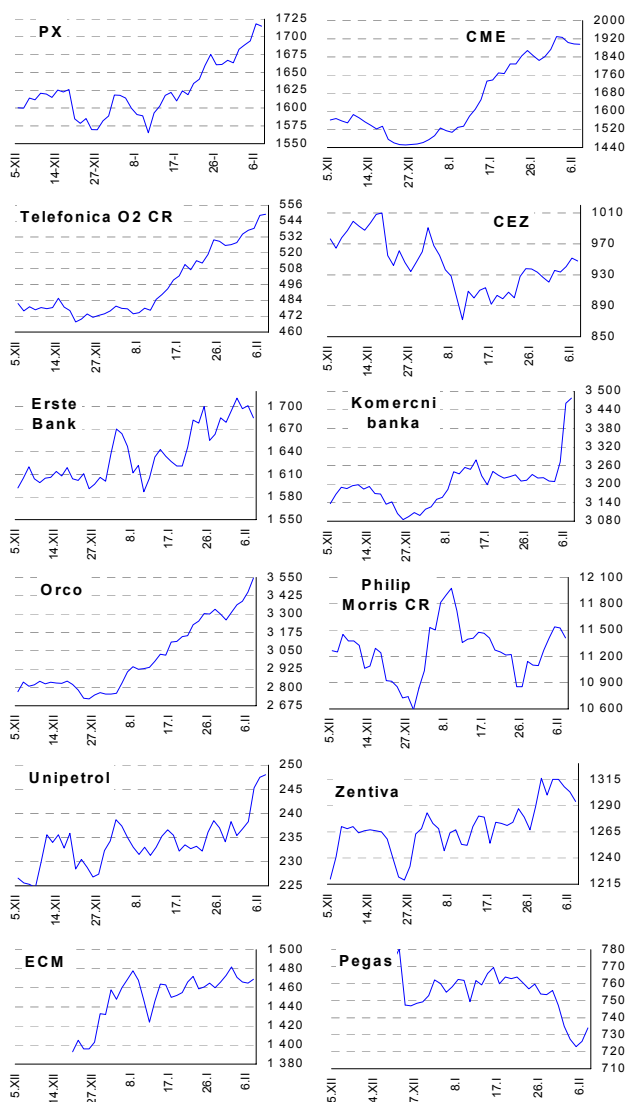 PX
1725
1700
1675
1650
1625
1600
1575
1550
5-XII
14-XII
27-XII
8-I
17-I
26-I
6-II
CME
2000
1920
1840
1760
1680
1600
1520
1440
5.XII
14.XII
27.XII
8.I
17.I
26.I
6.II
Telefonica O2 CR
556
544
532
520
508
496
484
472
460
5.XII
14.XII
27.XII
8.I
17.I
26.I
6.II
CEZ
1010
970
930
890
850
5.XII
14.XII
27.XII
8.I
17.I
26.I
6.II
Erste
Bank
1 700
1 670
1 640
1 610
1 580
1 550
5.XII
14.XII
27.XII
8.I
17.I
26.I
6.II
Komercni
banka
3 500
3 440
3 380
3 320
3 260
3 200
3 140
3 080
5.XII
14.XII
27.XII
8.I
17.I
26.I
6.II
Orco
3 550
3 425
3 300
3 175
3 050
2 925
2 800
2 675
5.XII
14.XII
27.XII
8.I
17.I
26.I
6.II
Philip
Morris CR
12 100
11 800
11 500
11 200
10 900
10 600
5.XII
14.XII
27.XII
8.I
17.I
26.I
6.II
Unipetrol
250
245
240
235
230
225
5.XII
14.XII
27.XII
8.I
17.I
26.I
6.II
Zentiva
1315
1290
1265
1240
1215
5.XII
14.XII
27.XII
8.I
17.I
26.I
6.II
ECM
1 500
1 480
1 460
1 440
1 420
1 400
1 380
5.XII
14.XII
27.XII
8.I
17.I
26.I
6.II
Pegas
780
770
760
750
740
730
720
710
5.XII
4.XII
7.XII
8.I
17.I
26.I
6.II